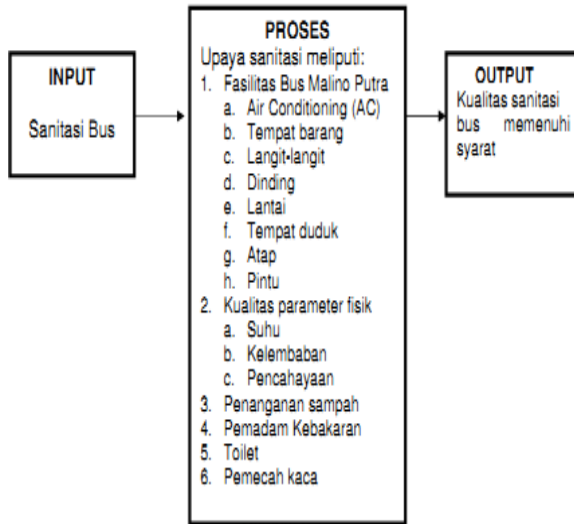 INPUT
Sanitasi Bus
PROSES
Upaya sanitasi meliputi:
1. Fasilitas Bus Malino Putra
a. Air Conditioning (AC)
b. Tempat barang
c. Langit-langit
d. Dinding
e. Lantai
f. Tempat duduk
g. Atap
h. Pintu
2. Kualitas parameter fisik
a. Suhu
b. Kelembaban
c. Pencahayaan
3. Penanganan sampah
4. Pemadam Kebakaran
5. Toilet
6. Pemecah kaca
OUTPUT
Kualitas sanitasi
bus memenuhi
syarat